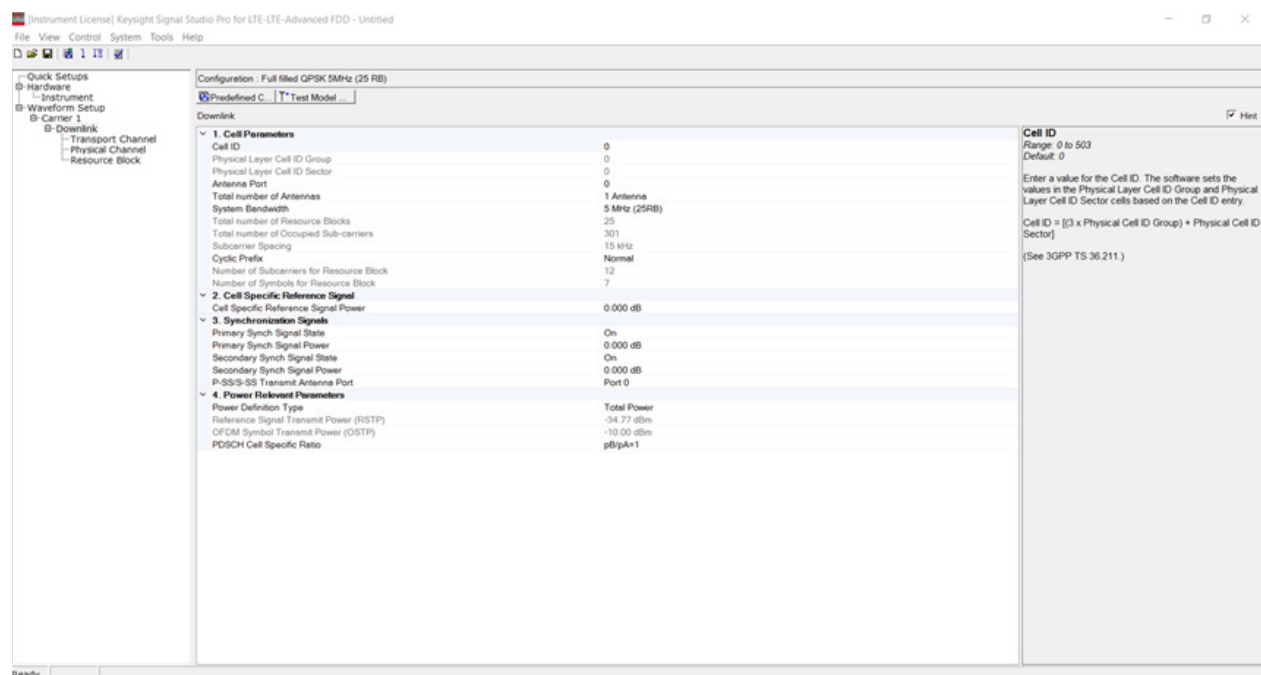 [Instrument License] Keysight Signal Studio Pro for LTE-LTE-Advanced FDD - Untitled
File View Control System Tools Help
Quick Setups
Hardware
Instrument
Waveform Setup
Carrier 1
Downlink
Transport Channel
Physical Channel
Resource Block
Configuration : Full filled QPSK 5MHz (25 RB)
Predefined C... Test Model ...
Downlink
Hint
1. Cell Parameters
Cell ID 0
Physical Layer Cell ID Group 0
Physical Layer Cell ID Sector 0
Antenna Port 0
Total number of Antennas 1 Antenna
System Bandwidth 5 MHz (25RB)
Total number of Resource Blocks 25
Total number of Occupied Sub-carriers 301
Subcarrier Spacing 15 kHz
Cyclic Prefix Normal
Number of Subcarriers for Resource Block 12
Number of Symbols for Resource Block 7
2. Cell Specific Reference Signal
Cell Specific Reference Signal Power 0.000 dB
3. Synchronization Signals
Primary Synch Signal State On
Primary Synch Signal Power 0.000 dB
Secondary Synch Signal State On
Secondary Synch Signal Power 0.000 dB
P-SS/S-SS Transmit Antenna Port Port 0
4. Power Relevant Parameters
Power Definition Type Total Power
Reference Signal Transmit Power (RSTP) -34.77 dBm
OFDM Symbol Transmit Power (OSTP) -10.00 dBm
PDSCH Cell Specific Ratio pB/pA=1
Cell ID
Range: 0 to 503
Default: 0
Enter a value for the Cell ID. The software sets the
values in the Physical Layer Cell ID Group and Physical
Layer Cell ID Sector cells based on the Cell ID entry.
Cell ID = [(3 x Physical Cell ID Group) + Physical Cell ID
Sector]
(See 3GPP TS 36.211.)
Ready